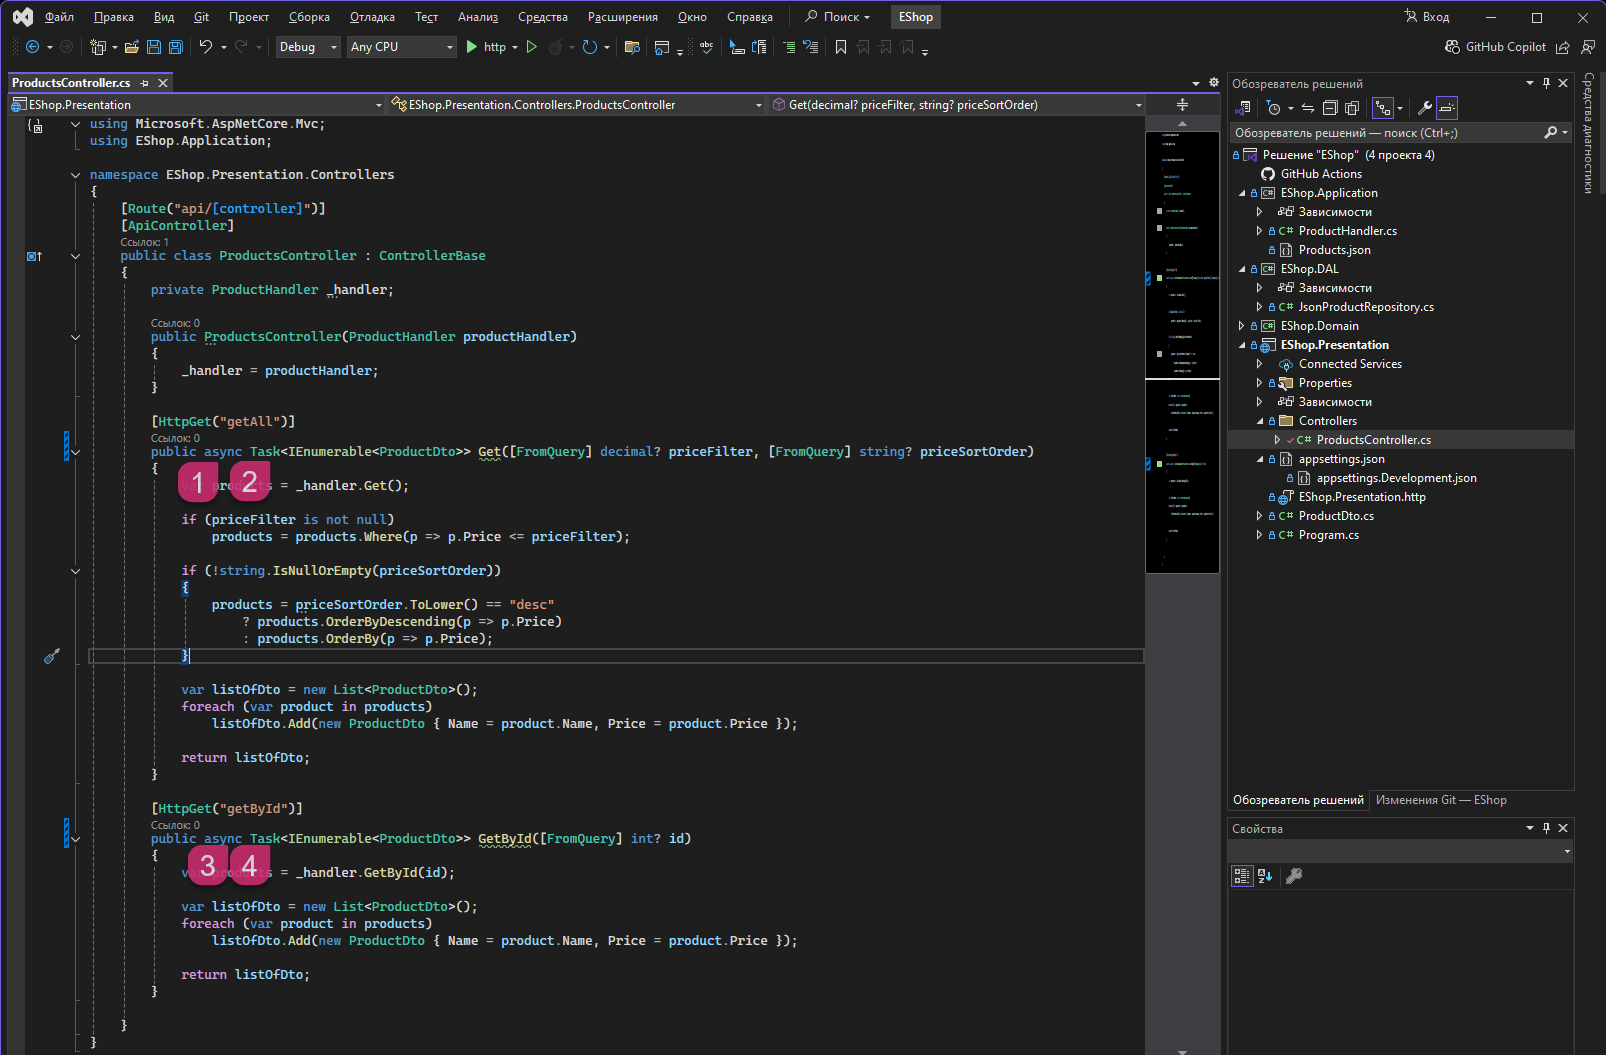 Файл Правка Вид Git Проект Сборка Отладка Тест Анализ Средства Расширения Окно Справка Поиск EShop Вход
Debug Any CPU http abc GitHub Copilot
ProductsController.cs
EShop.Presentation EShop.Presentation.Controllers.ProductsController Get(decimal? priceFilter, string? priceSortOrder)
using Microsoft.AspNetCore.Mvc;
using EShop.Application;
namespace EShop.Presentation.Controllers
{
[Route("api/[controller]")]
[ApiController]
Ссылок: 1
public class ProductsController : ControllerBase
{
private ProductHandler _handler;
Ссылок: 0
public ProductsController(ProductHandler productHandler)
{
_handler = productHandler;
}
[HttpGet("getAll")]
Ссылок: 0
public async Task<IEnumerable<ProductDto>> Get([FromQuery] decimal? priceFilter, [FromQuery] string? priceSortOrder)
{
1 2
= _handler.Get();
if (priceFilter is not null)
products = products.Where(p => p.Price <= priceFilter);
if (!string.IsNullOrEmpty(priceSortOrder))
{
products = priceSortOrder.ToLower() == "desc"
? products.OrderByDescending(p => p.Price)
: products.OrderBy(p => p.Price);
}
var listOfDto = new List<ProductDto>();
foreach (var product in products)
listOfDto.Add(new ProductDto { Name = product.Name, Price = product.Price });
return listOfDto;
}
[HttpGet("getById")]
Ссылок: 0
public async Task<IEnumerable<ProductDto>> GetById([FromQuery] int? id)
{
3 4
= _handler.GetById(id);
var listOfDto = new List<ProductDto>();
foreach (var product in products)
listOfDto.Add(new ProductDto { Name = product.Name, Price = product.Price });
return listOfDto;
}
}
}
Обозреватель решений
Обозреватель решений — поиск (Ctrl+;)
Решение "EShop" (4 проекта 4)
GitHub Actions
EShop.Application
Зависимости
C# ProductHandler.cs
Products.json
EShop.DAL
Зависимости
C# JsonProductRepository.cs
EShop.Domain
EShop.Presentation
Connected Services
Properties
Зависимости
Controllers
C# ProductsController.cs
appsettings.json
appsettings.Development.json
EShop.Presentation.http
C# ProductDto.cs
C# Program.cs
Обозреватель решений Изменения Git — EShop
Свойства
Средства диагностики